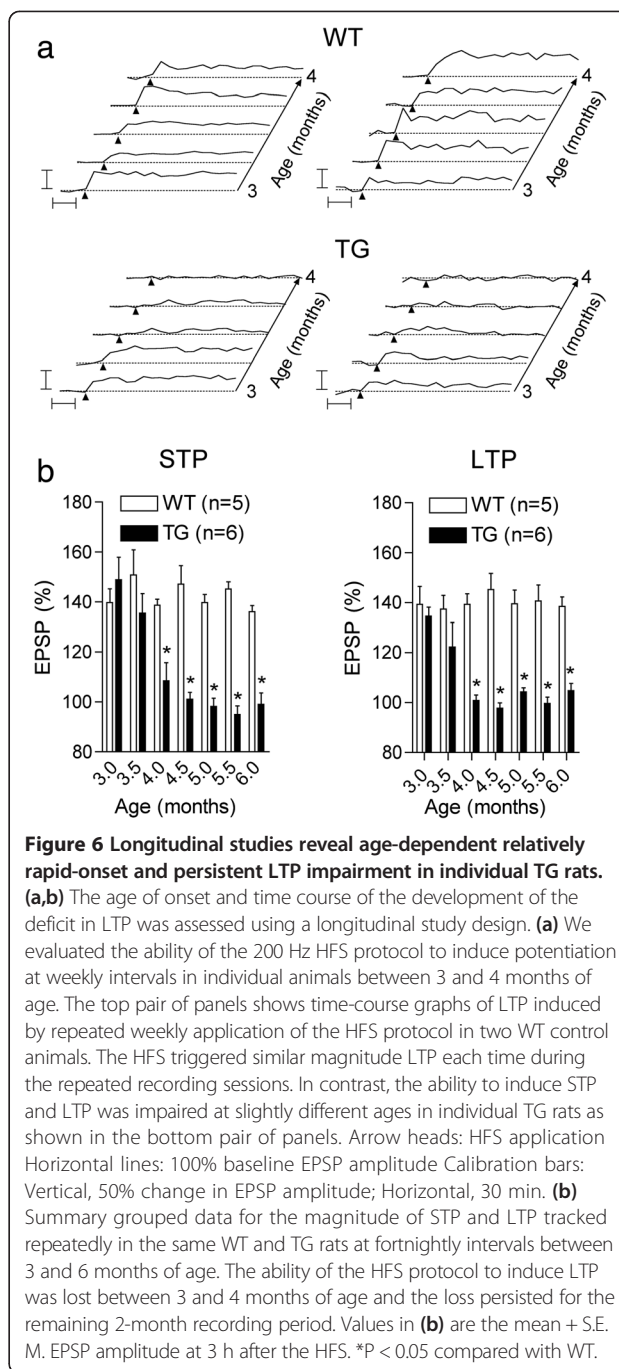 a
WT
4
Age (months)
3
4
Age (months)
3
TG
4
Age (months)
3
4
Age (months)
3
b
STP
180
160
140
120
100
80
EPSP (%)
WT (n=5)
TG (n=6)
* * * * *
3.0 3.5 4.0 4.5 5.0 5.5 6.0
Age (months)
LTP
180
160
140
120
100
80
EPSP (%)
WT (n=5)
TG (n=6)
* * * * *
3.0 3.5 4.0 4.5 5.0 5.5 6.0
Age (months)
Figure 6 Longitudinal studies reveal age-dependent relatively
rapid-onset and persistent LTP impairment in individual TG rats.
(a,b) The age of onset and time course of the development of the
deficit in LTP was assessed using a longitudinal study design. (a) We
evaluated the ability of the 200 Hz HFS protocol to induce potentiation
at weekly intervals in individual animals between 3 and 4 months of
age. The top pair of panels shows time-course graphs of LTP induced
by repeated weekly application of the HFS protocol in two WT control
animals. The HFS triggered similar magnitude LTP each time during
the repeated recording sessions. In contrast, the ability to induce STP
and LTP was impaired at slightly different ages in individual TG rats as
shown in the bottom pair of panels. Arrow heads: HFS application
Horizontal lines: 100% baseline EPSP amplitude Calibration bars:
Vertical, 50% change in EPSP amplitude; Horizontal, 30 min. (b)
Summary grouped data for the magnitude of STP and LTP tracked
repeatedly in the same WT and TG rats at fortnightly intervals between
3 and 6 months of age. The ability of the HFS protocol to induce LTP
was lost between 3 and 4 months of age and the loss persisted for the
remaining 2-month recording period. Values in (b) are the mean + S.E.
M. EPSP amplitude at 3 h after the HFS. *P < 0.05 compared with WT.